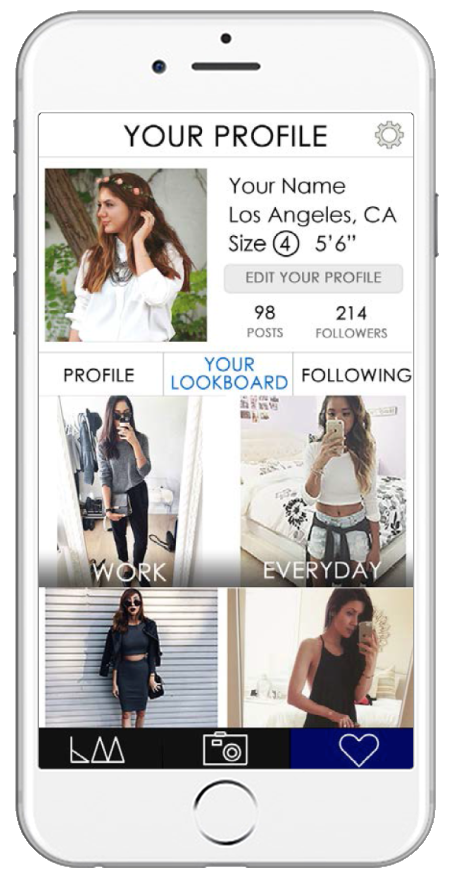 YOUR PROFILE
Your Name
Los Angeles, CA
Size 4 5’6”
EDIT YOUR PROFILE
98 214
POSTS FOLLOWERS
PROFILE YOUR LOOKBOARD FOLLOWING
WORK EVERYDAY